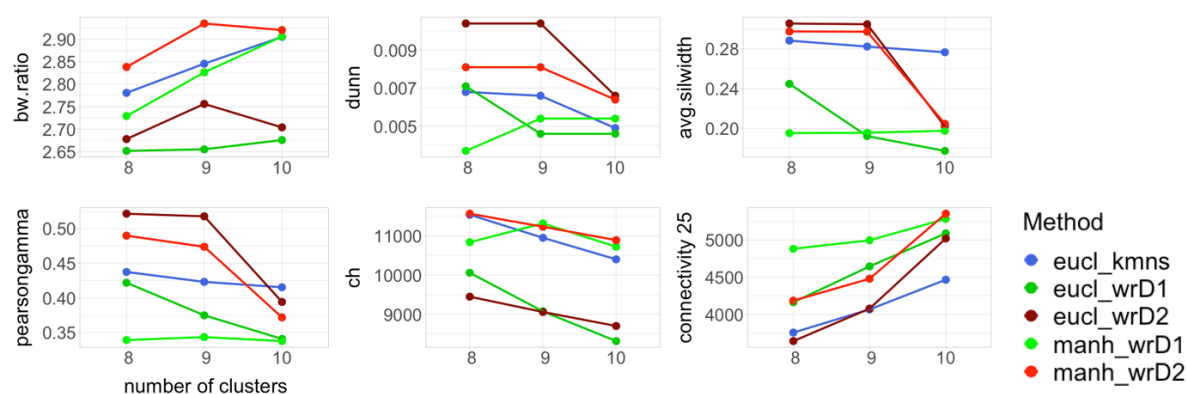 bw.ratio
2.90
2.85
2.80
2.75
2.70
2.65
8 9 10
dunn
0.009
0.007
0.005
8 9 10
avg.silwidth
0.28
0.24
0.20
8 9 10
pearsongamma
0.50
0.45
0.40
0.35
8 9 10
number of clusters
ch
11000
10000
9000
8 9 10
connectivity 25
5000
4500
4000
8 9 10
Method
eucl_kmns
eucl_wrD1
eucl_wrD2
manh_wrD1
manh_wrD2